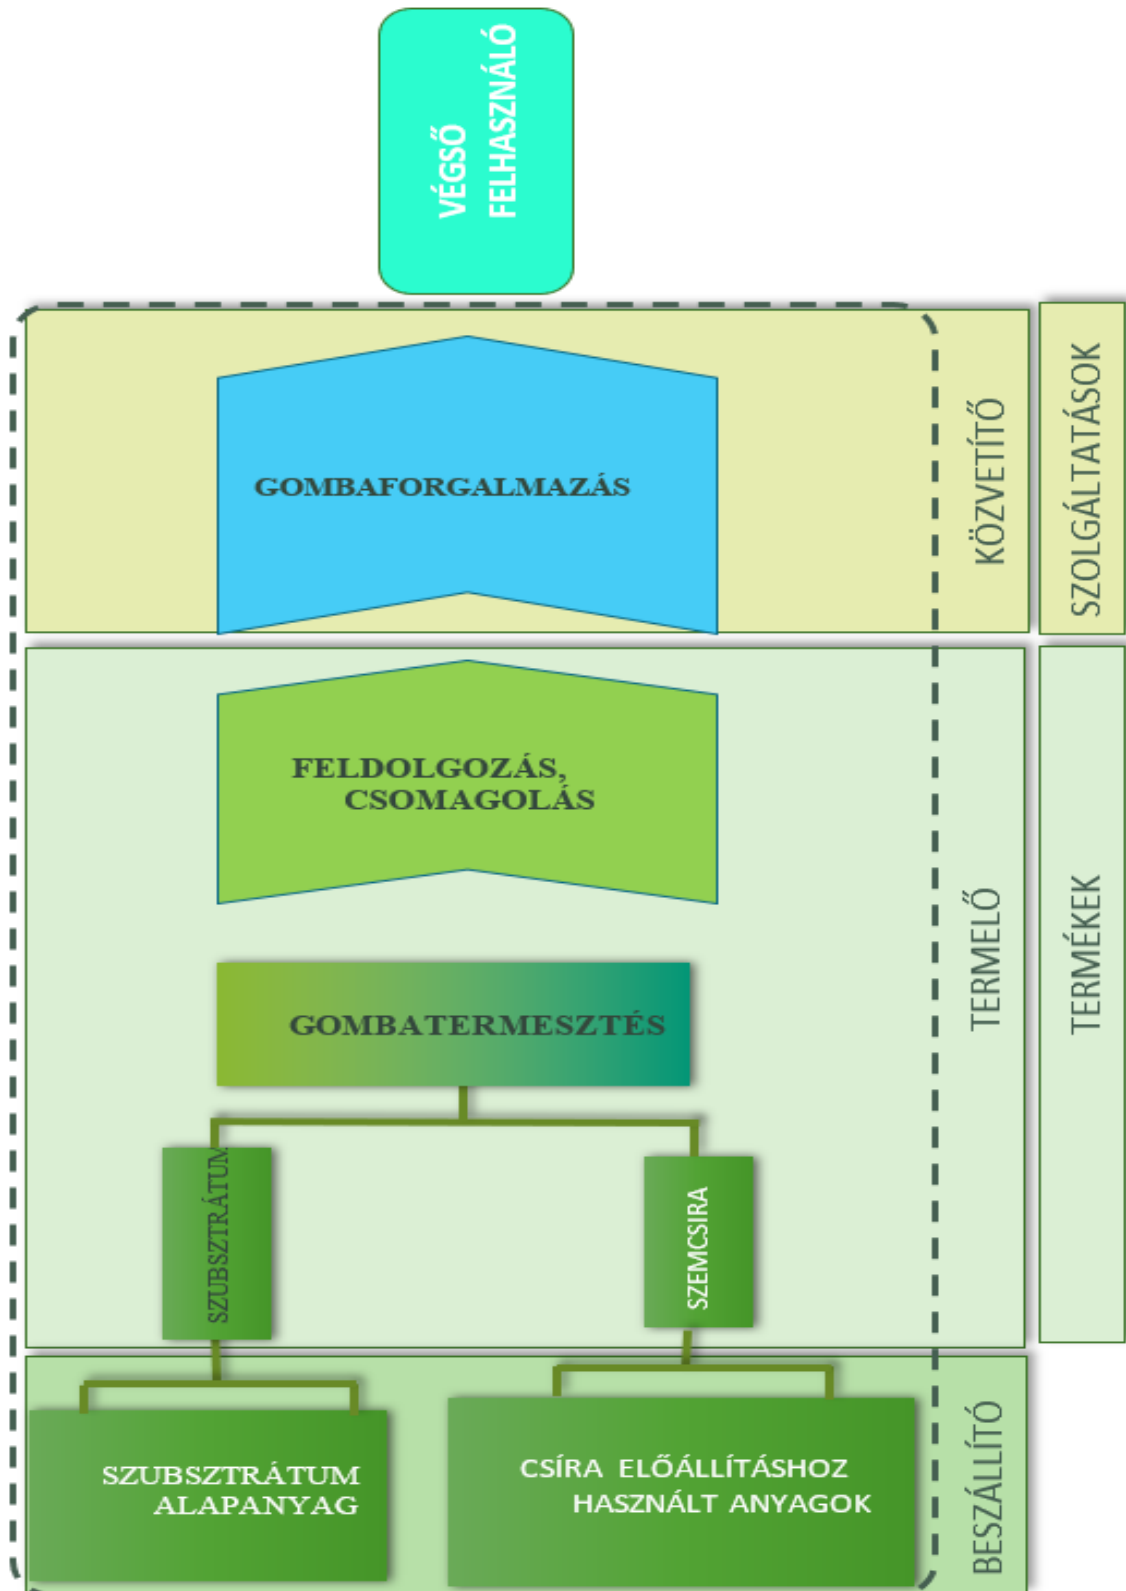 VÉGSŐ
FELHASZNÁLÓ
GOMBAFORGALMAZÁS
KÖZVETÍTŐ
SZOLGÁLTATÁSOK
FELDOLGOZÁS,
CSOMAGOLÁS
GOMBATERMESZTÉS
TERMELŐ
TERMÉKEK
SZUBSZTRÁTUM
SZEMCSIRA
SZUBSZTRÁTUM
ALAPANYAG
CSÍRA ELŐÁLLÍTÁSHOZ
HASZNÁLT ANYAGOK
BESZÁLLÍTÓ